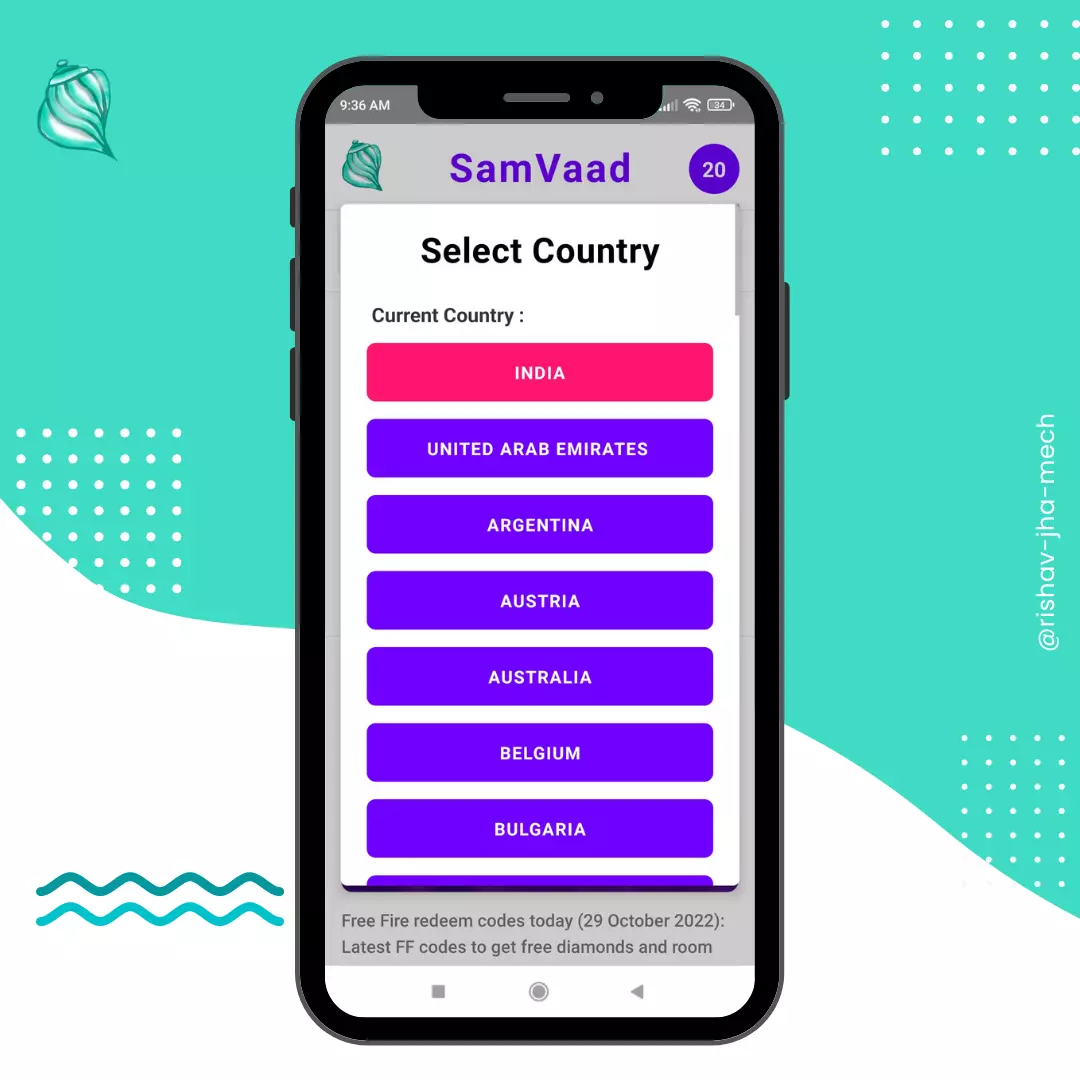 9:36 AM
34
SamVaad
20
Select Country
Current Country :
INDIA
UNITED ARAB EMIRATES
ARGENTINA
AUSTRIA
AUSTRALIA
BELGIUM
BULGARIA
Free Fire redeem codes today (29 October 2022):
Latest FF codes to get free diamonds and room
@rishav-jha-mech